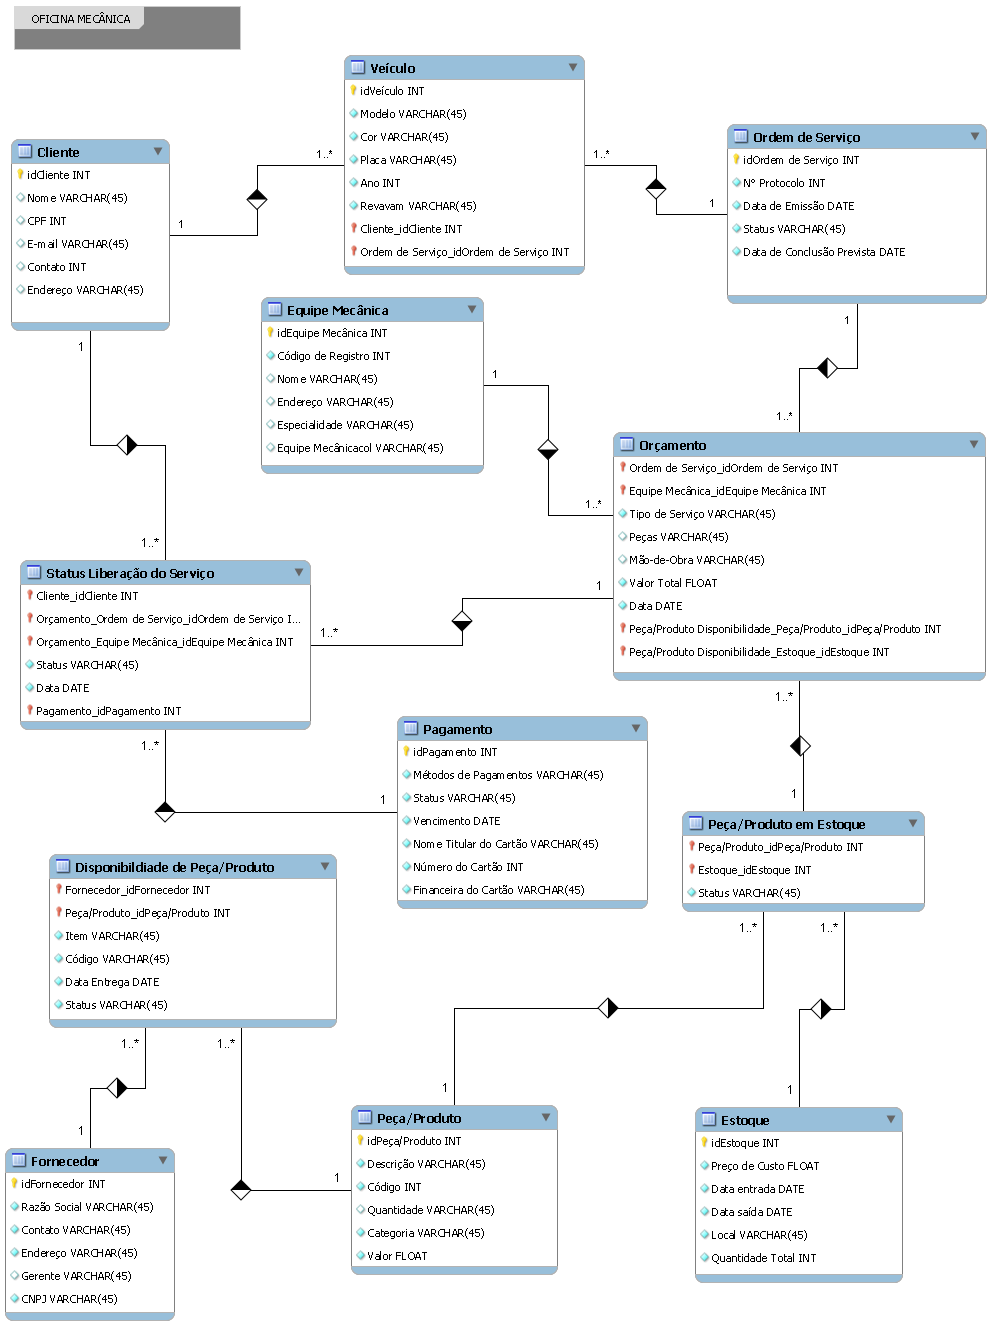 OFICINA MECÂNICA
Veículo
idVeículo INT
Modelo VARCHAR(45)
Cor VARCHAR(45)
Placa VARCHAR(45)
Ano INT
Revavam VARCHAR(45)
Cliente_idCliente INT
Ordem de Serviço_idOrdem de Serviço INT
Ordem de Serviço
idOrdem de Serviço INT
Nº Protocolo INT
Data de Emissão DATE
Status VARCHAR(45)
Data de Conclusão Prevista DATE
Cliente
idCliente INT
Nome VARCHAR(45)
CPF INT
E-mail VARCHAR(45)
Contato INT
Endereço VARCHAR(45)
1..*
1
1..*
1
Equipe Mecânica
idEquipe Mecânica INT
Código de Registro INT
Nome VARCHAR(45)
Endereço VARCHAR(45)
Especialidade VARCHAR(45)
Equipe Mecânicacol VARCHAR(45)
1
1..*
1
1..*
1
1..*
Orçamento
Ordem de Serviço_idOrdem de Serviço INT
Equipe Mecânica_idEquipe Mecânica INT
Tipo de Serviço VARCHAR(45)
Peças VARCHAR(45)
Mão-de-Obra VARCHAR(45)
Valor Total FLOAT
Data DATE
Peça/Produto Disponibilidade_Peça/Produto_idPeça/Produto INT
Peça/Produto Disponibilidade_Estoque_idEstoque INT
Status Liberação do Serviço
Cliente_idCliente INT
Orçamento_Ordem de Serviço_idOrdem de Serviço I...
Orçamento_Equipe Mecânica_idEquipe Mecânica INT
Status VARCHAR(45)
Data DATE
Pagamento_idPagamento INT
1
1..*
1..*
1
1..*
1
Pagamento
idPagamento INT
Métodos de Pagamentos VARCHAR(45)
Status VARCHAR(45)
Vencimento DATE
Nome Titular do Cartão VARCHAR(45)
Número do Cartão INT
Financeira do Cartão VARCHAR(45)
Peça/Produto em Estoque
Peça/Produto_idPeça/Produto INT
Estoque_idEstoque INT
Status VARCHAR(45)
Disponibildiade de Peça/Produto
Fornecedor_idFornecedor INT
Peça/Produto_idPeça/Produto INT
Item VARCHAR(45)
Código VARCHAR(45)
Data Entrega DATE
Status VARCHAR(45)
1..*
1..*
1..*
1..*
1
1
1
1
Peça/Produto
idPeça/Produto INT
Descrição VARCHAR(45)
Código INT
Quantidade VARCHAR(45)
Categoria VARCHAR(45)
Valor FLOAT
Estoque
idEstoque INT
Preço de Custo FLOAT
Data entrada DATE
Data saída DATE
Local VARCHAR(45)
Quantidade Total INT
Fornecedor
idFornecedor INT
Razão Social VARCHAR(45)
Contato VARCHAR(45)
Endereço VARCHAR(45)
Gerente VARCHAR(45)
CNPJ VARCHAR(45)